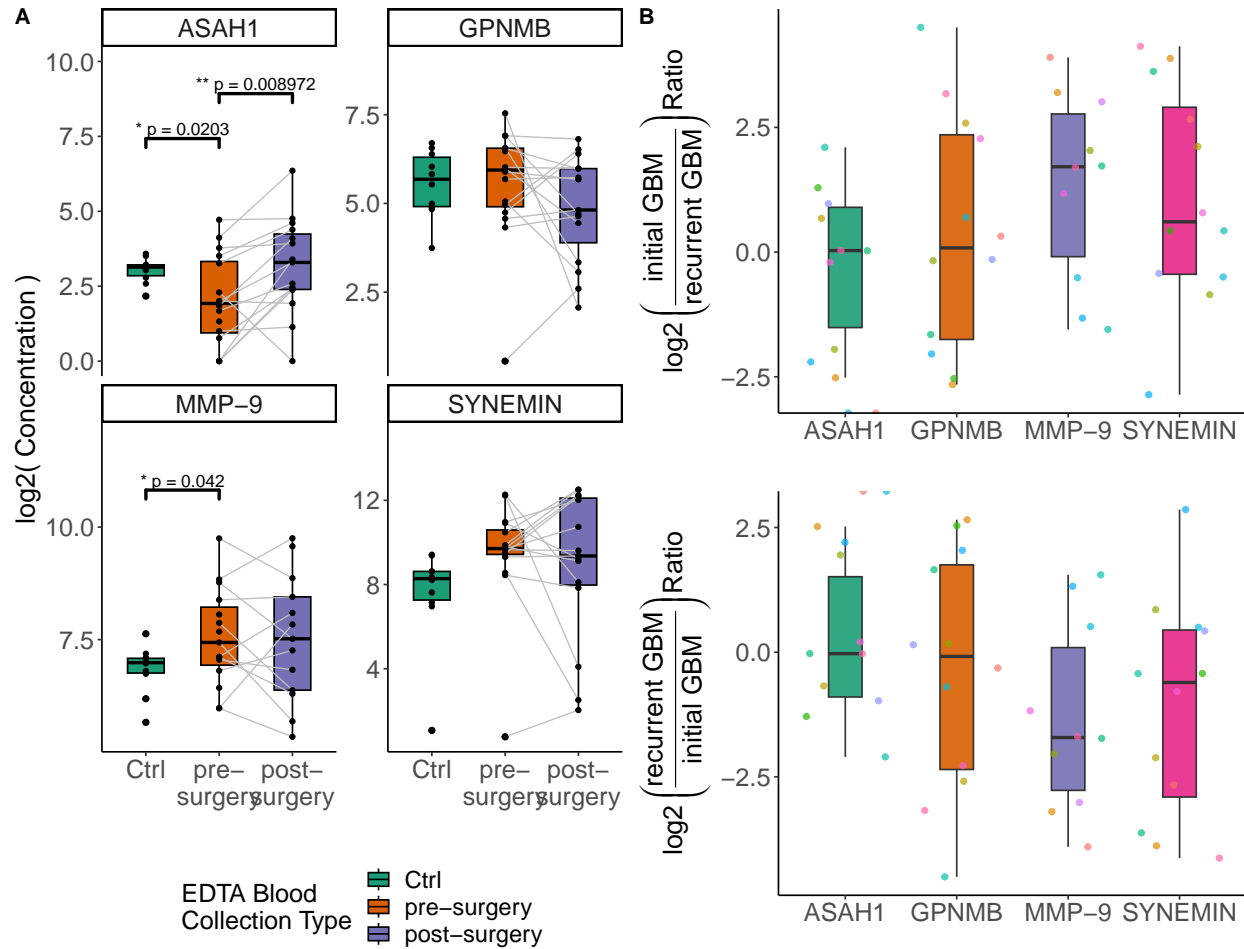 A
ASAH1
GPNMB
log2( Concentration )
10.0
7.5
5.0
2.5
0.0
** p = 0.008972
* p = 0.0203
7.5
5.0
2.5
MMP−9
SYNEMIN
10.0
7.5
* p = 0.042
12
8
4
Ctrl
pre−
surgery
post−
surgery
Ctrl
pre−
surgery
post−
surgery
EDTA Blood
Collection Type
Ctrl
pre−surgery
post−surgery
B
log2 ( initial GBM / recurrent GBM ) Ratio
2.5
0.0
−2.5
ASAH1
GPNMB
MMP−9
SYNEMIN
log2 ( recurrent GBM / initial GBM ) Ratio
2.5
0.0
−2.5
ASAH1
GPNMB
MMP−9
SYNEMIN